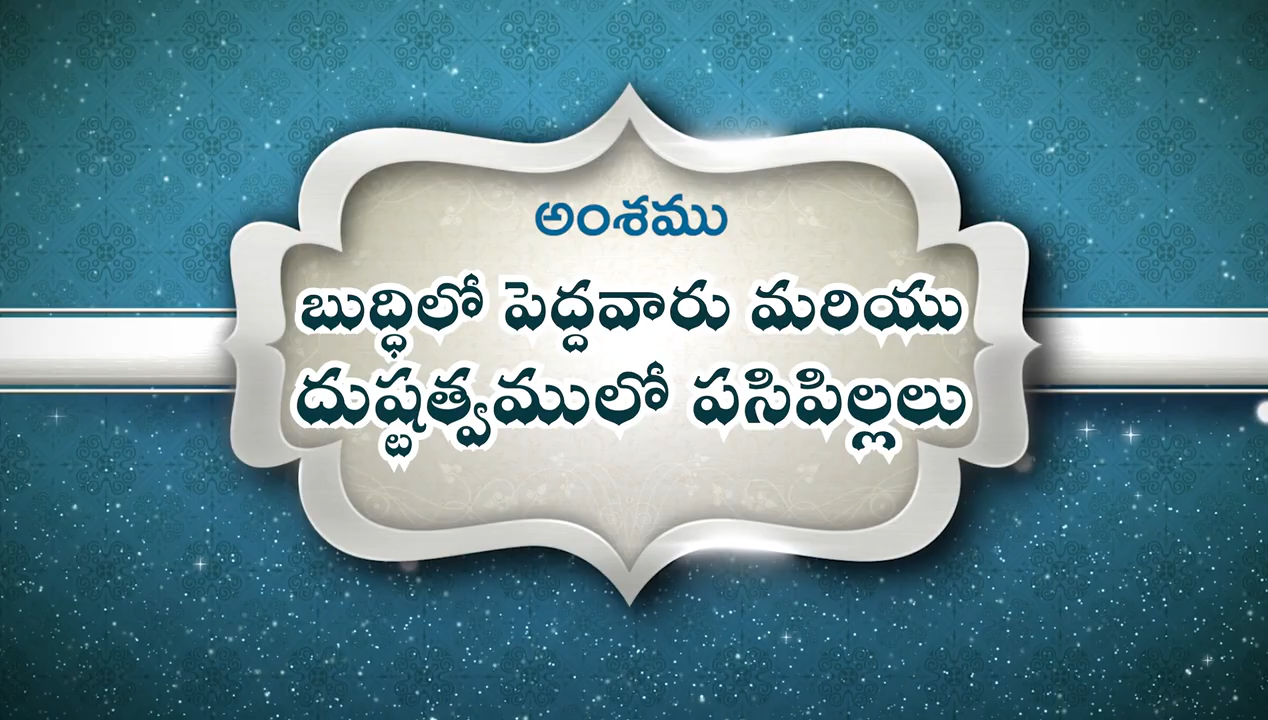 అంశము
బుద్ధిలో పెద్దవారు మరియు
దుష్టత్వములో పసిపిల్లలు